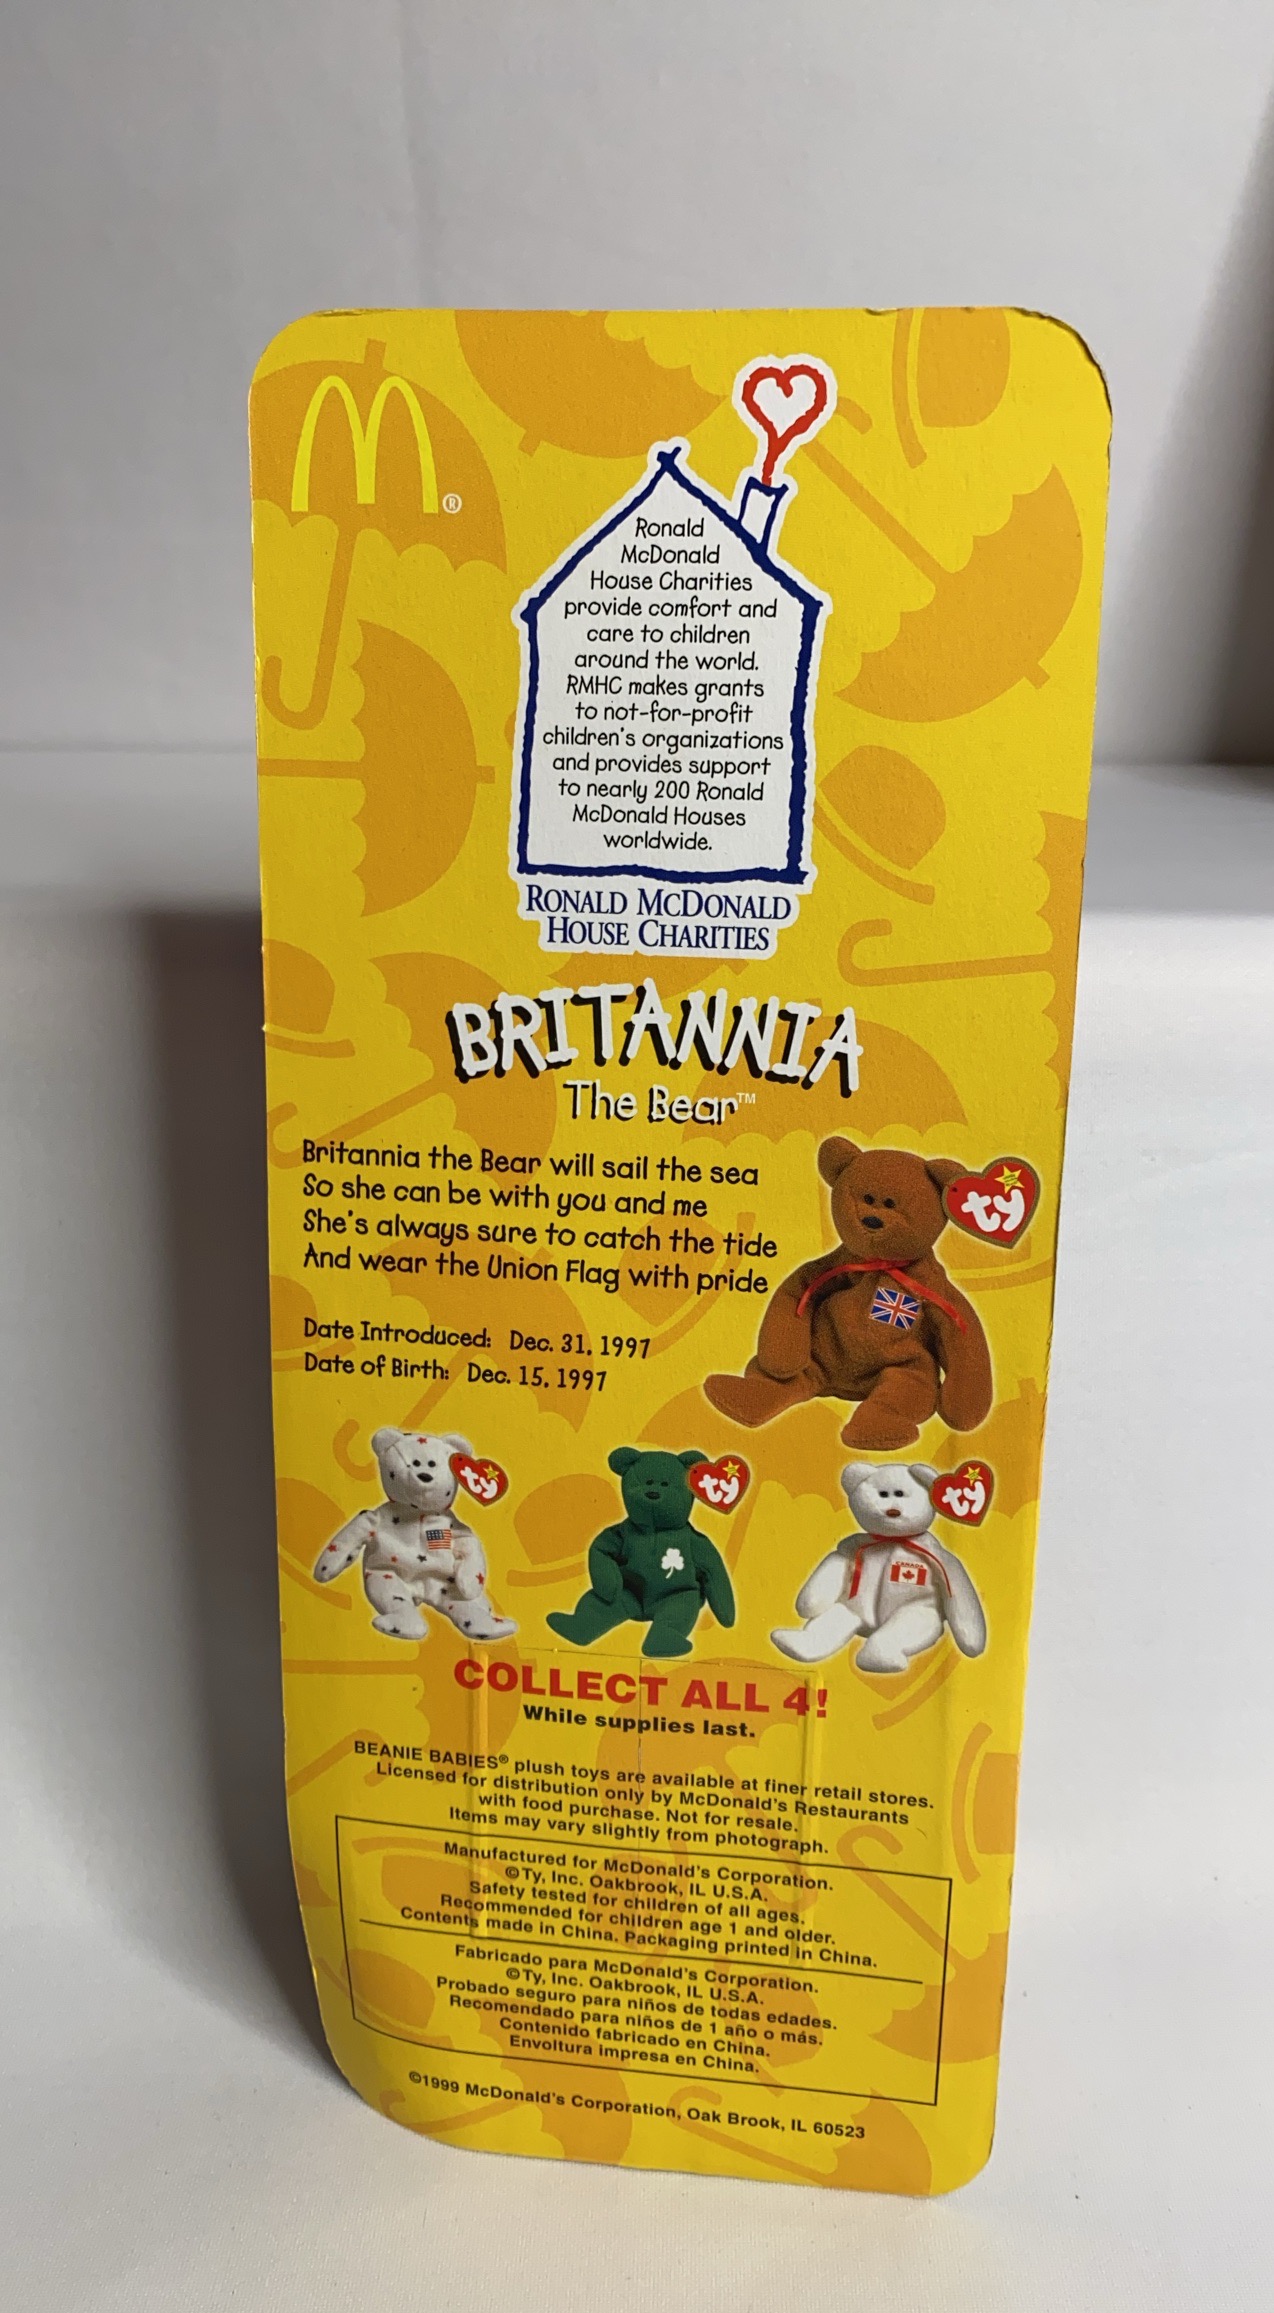 M®
Ronald
McDonald
House Charities
provide comfort and
care to children
around the world.
RMHC makes grants
to not-for-profit
children's organizations
and provides support
to nearly 200 Ronald
McDonald Houses
worldwide.
RONALD MCDONALD
HOUSE CHARITIES
BRITANNIA
The Bear™
Britannia the Bear will sail the sea
So she can be with you and me
She's always sure to catch the tide
And wear the Union Flag with pride
ty
Date Introduced: Dec. 31, 1997
Date of Birth: Dec. 15, 1997
ty
ty
ty
CANADA
COLLECT ALL 4!
While supplies last.
BEANIE BABIES® plush toys are available at finer retail stores.
Licensed for distribution only by McDonald's Restaurants
with food purchase. Not for resale.
Items may vary slightly from photograph.
Manufactured for McDonald's Corporation.
©Ty, Inc. Oakbrook, IL U.S.A.
Safety tested for children of all ages.
Recommended for children age 1 and older.
Contents made in China. Packaging printed in China.
Fabricado para McDonald's Corporation.
©Ty, Inc. Oakbrook, IL U.S.A.
Probado seguro para niños de todas edades.
Recomendado para niños de 1 año o más.
Contenido fabricado en China.
Envoltura impresa en China.
©1999 McDonald's Corporation, Oak Brook, IL 60523